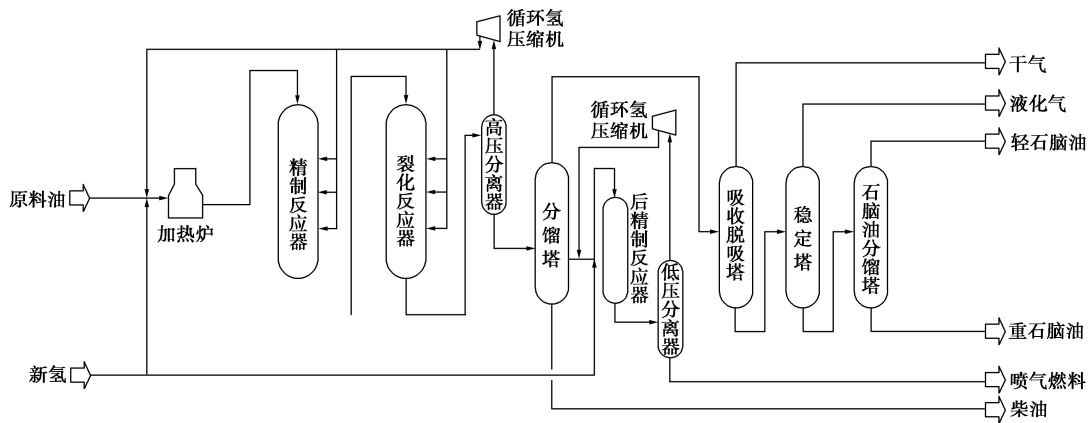 循环氢
压缩机
干气
液化气
轻石脑油
循环氢
压缩机
高压分离器
精制反应器
裂化反应器
原料油
加热炉
分馏塔
后精制反应器
低压分离器
吸收脱吸塔
稳定塔
石脑油分馏塔
重石脑油
新氢
喷气燃料
柴油